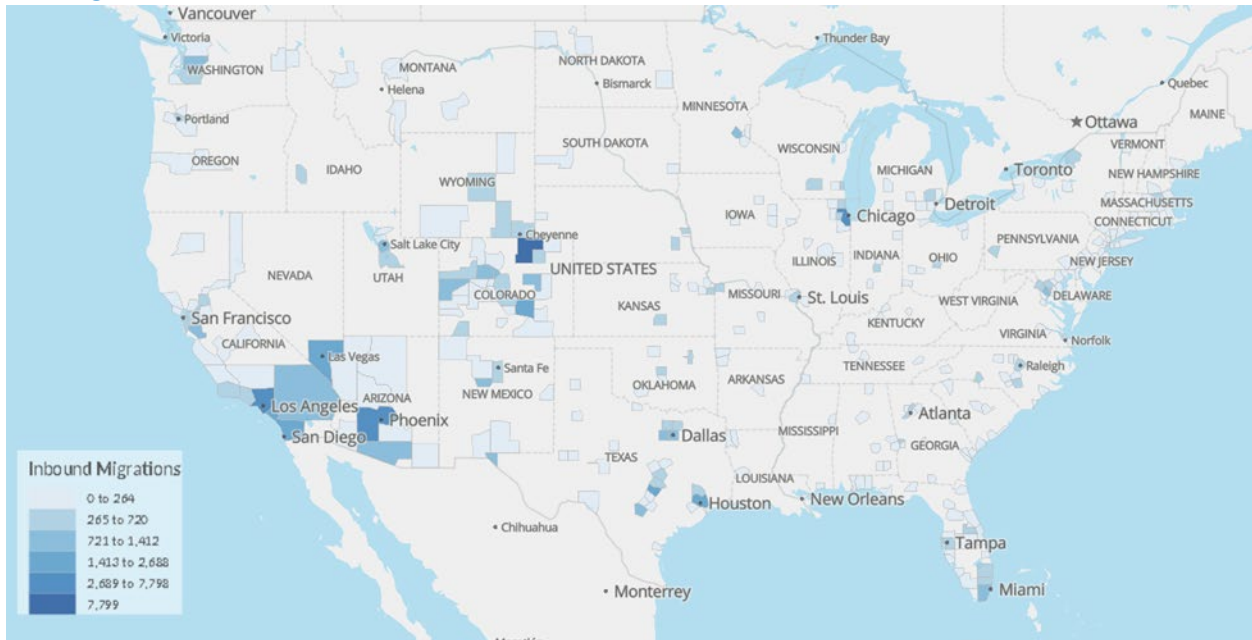 Vancouver
Victoria
WASHINGTON
MONTANA
NORTH DAKOTA
Thunder Bay
Helena
Bismarck
Quebec
MINNESOTA
MAINE
Portland
Ottawa
SOUTH DAKOTA
WISCONSIN
VERMONT
OREGON
IDAHO
MICHIGAN
Toronto
NEW HAMPSHIRE
WYOMING
MASSACHUSETTS
Detroit
IOWA
Chicago
CONNECTICUT
Cheyenne
Salt Lake City
PENNSYLVANIA
NEVADA
UTAH
UNITED STATES
ILLINOIS
INDIANA
OHIO
NEW JERSEY
COLORADO
MISSOURI
St. Louis
DELAWARE
KANSAS
WEST VIRGINIA
San Francisco
KENTUCKY
VIRGINIA
Norfolk
CALIFORNIA
Las Vegas
Santa Fe
TENNESSEE
Raleigh
OKLAHOMA
ARKANSAS
ARIZONA
NEW MEXICO
Los Angeles
Phoenix
Atlanta
San Diego
Dallas
MISSISSIPPI
GEORGIA
TEXAS
LOUISIANA
Houston
New Orleans
Chihuahua
Tampa
Monterrey
Miami
Inbound Migrations
0 to 264
265 to 720
721 to 1,412
1,413 to 2,688
2,689 to 7,798
7,799